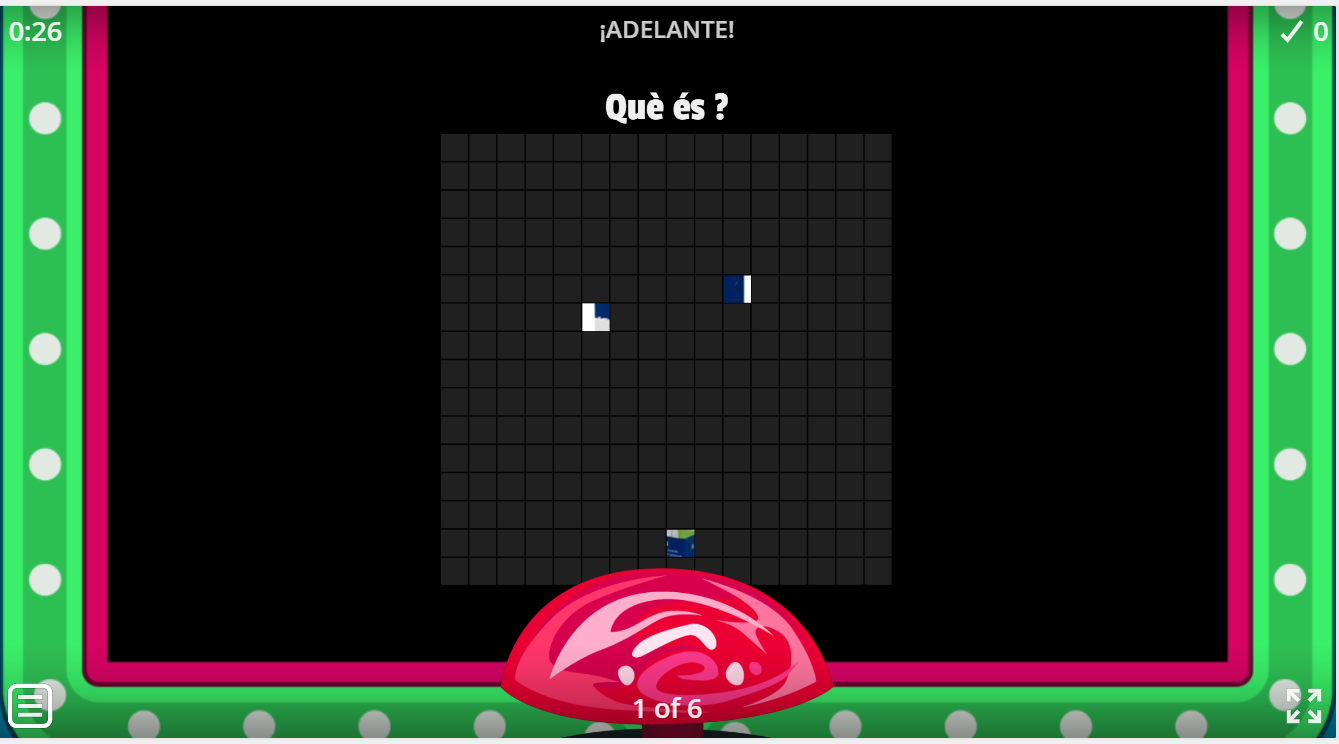 0:26
¡ADELANTE!
0
Què és ?
1 of 6